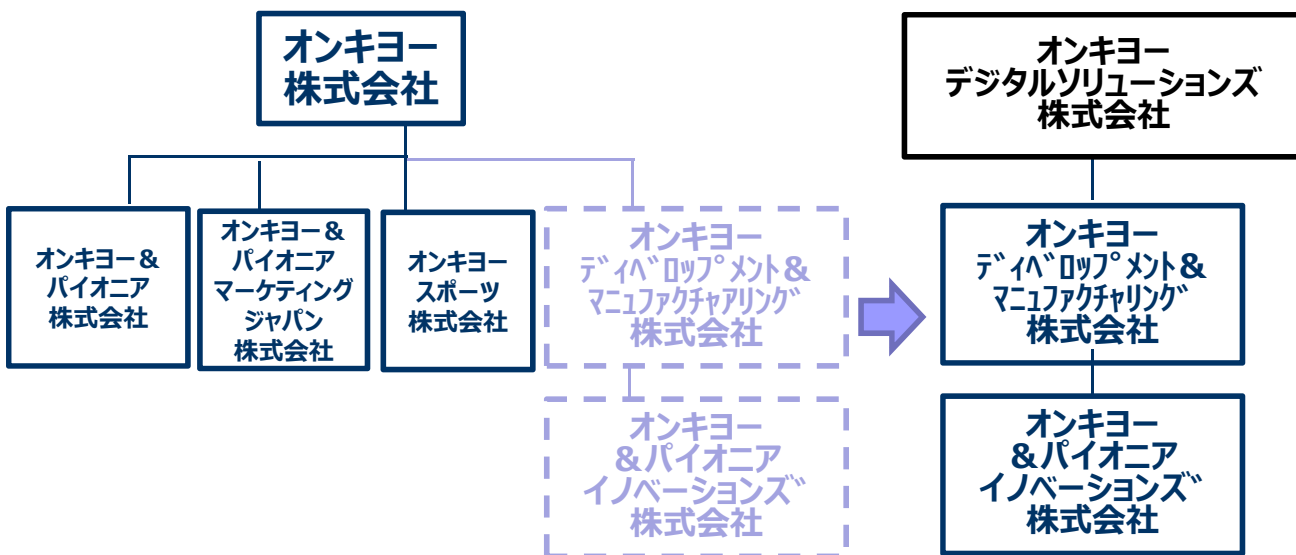 オンキヨー
株式会社
オンキヨー
デジタルソリューションズ
株式会社
オンキヨー&
パイオニア
株式会社
オンキヨー&
パイオニア
マーケティング
ジャパン
株式会社
オンキヨー
スポーツ
株式会社
オンキヨー
ディベロップメント&
マニュファクチャアリング
株式会社
オンキヨー
ディベロップメント&
マニュファクチャリング
株式会社
オンキヨー
&パイオニア
イノベーションズ
株式会社
オンキヨー
&パイオニア
イノベーションズ
株式会社